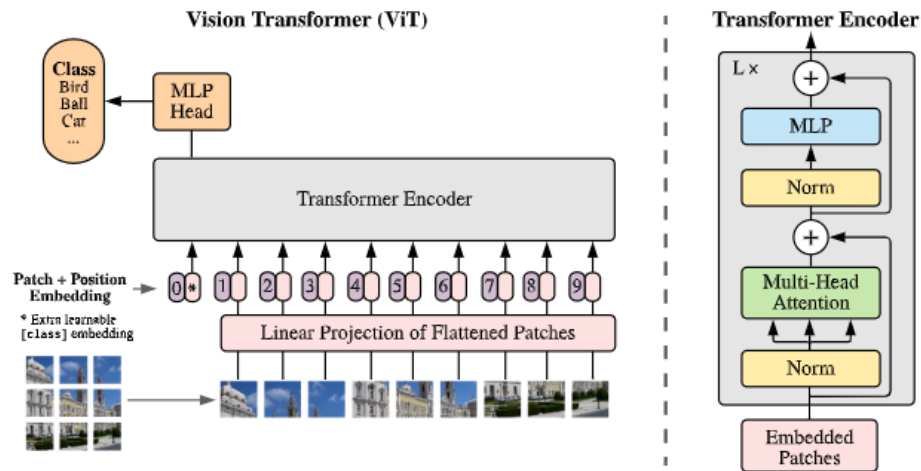 Vision Transformer (ViT)
Transformer Encoder
Class
Bird
Ball
Car
...
MLP
Head
Transformer Encoder
Patch + Position
Embedding
* Extra learnable
[class] embedding
0 * 1 2 3 4 5 6 7 8 9
Linear Projection of Flattened Patches
L ×
+
MLP
Norm
+
Multi-Head
Attention
Norm
Embedded
Patches